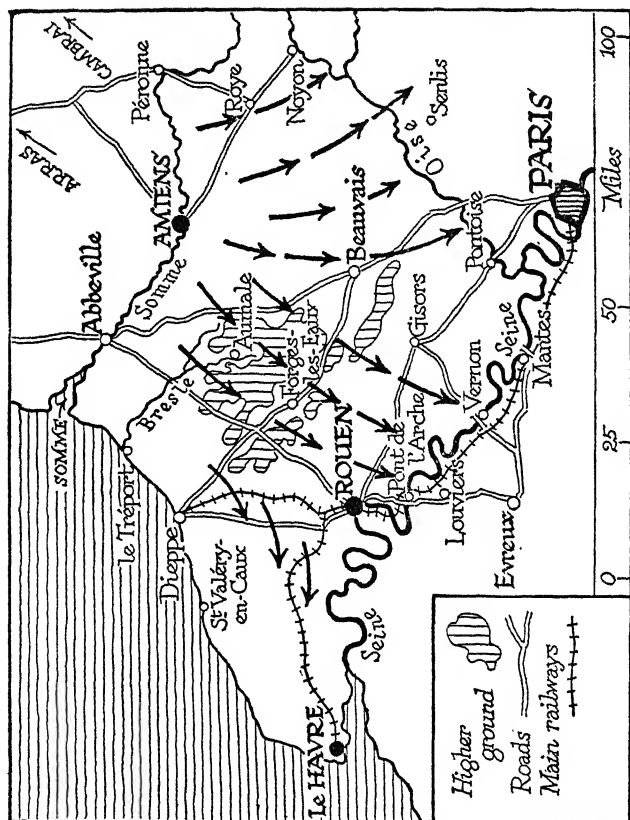 CAMBRAI
ARRAS
Péronne
Roye
Noyon
AMIENS
Abbeville
Somme
SOMME
Oise
Senlis
Beauvais
Bresle
Aumale
Forges-
les-Eaux
le Tréport
Dieppe
St Valéry-
en-Caux
Gisors
Pontoise
PARIS
ROUEN
Pont de
L'Arche
Vernon
Seine
Mantes
Louviers
Evreux
Seine
Le HAVRE
Higher
ground
Roads
Main railways
0
25
50
100
Miles